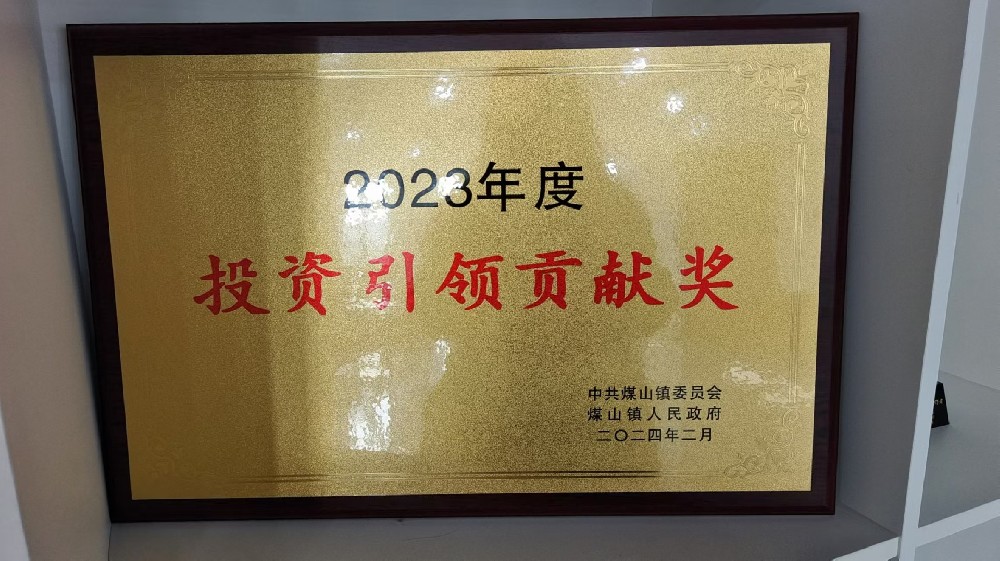 2023年度
投资引领贡献奖
中共煤山镇委员会
煤山镇人民政府
二〇二四年二月